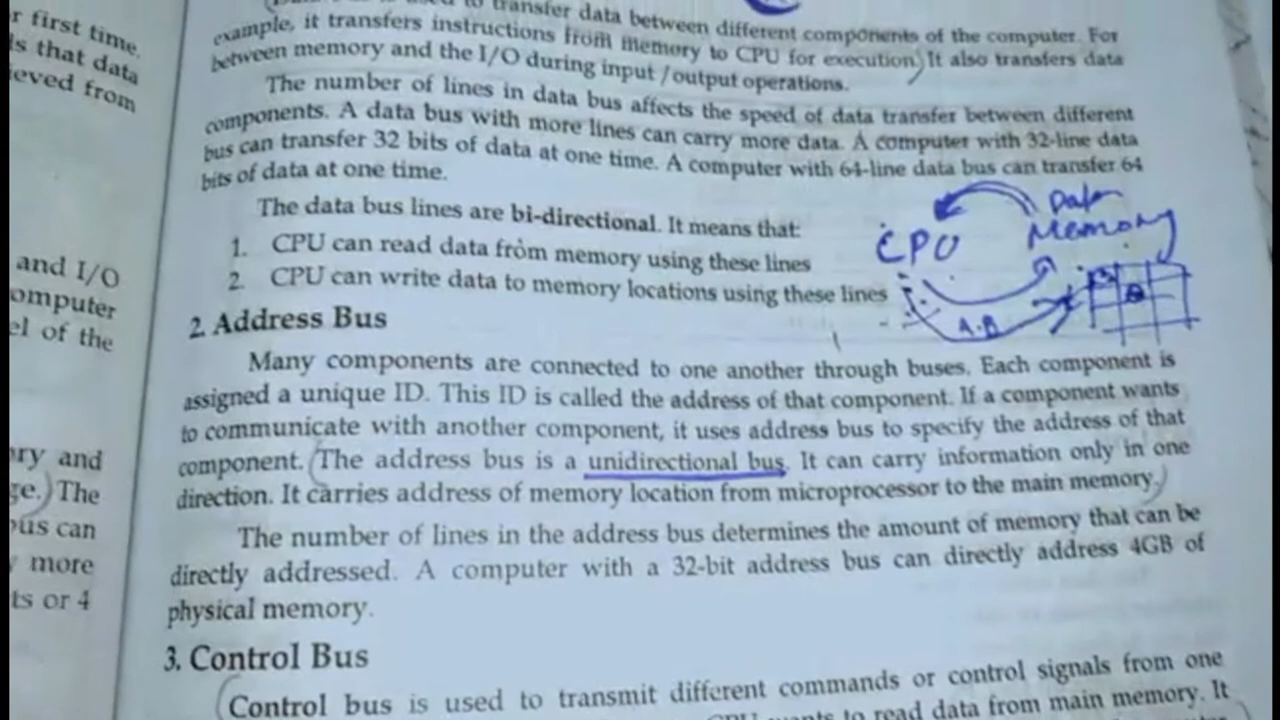 r first time.
s that data
eved from
and I/O
omputer
el of the
ry and
ge.) The
ous can
more
ts or 4
to transfer data between different components of the computer. For
example, it transfers instructions from memory to CPU for execution.) It also transfers data
between memory and the I/O during input / output operations.
The number of lines in data bus affects the speed of data transfer between different
components. A data bus with more lines can carry more data. A computer with 32-line data
bus can transfer 32 bits of data at one time. A computer with 64-line data bus can transfer 64
bits of data at one time.
The data bus lines are bi-directional. It means that:
1. CPU can read data from memory using these lines
2. CPU can write data to memory locations using these lines
Data
CPU Memory
A.B
2. Address Bus
Many components are connected to one another through buses. Each component is
assigned a unique ID. This ID is called the address of that component. If a component wants
to communicate with another component, it uses address bus to specify the address of that
component. (The address bus is a unidirectional bus. It can carry information only in one
direction. It carries address of memory location from microprocessor to the main memory.)
The number of lines in the address bus determines the amount of memory that can be
directly addressed. A computer with a 32-bit address bus can directly address 4GB of
physical memory.
3. Control Bus
(Control bus is used to transmit different commands or control signals from one
to read data from main memory. It